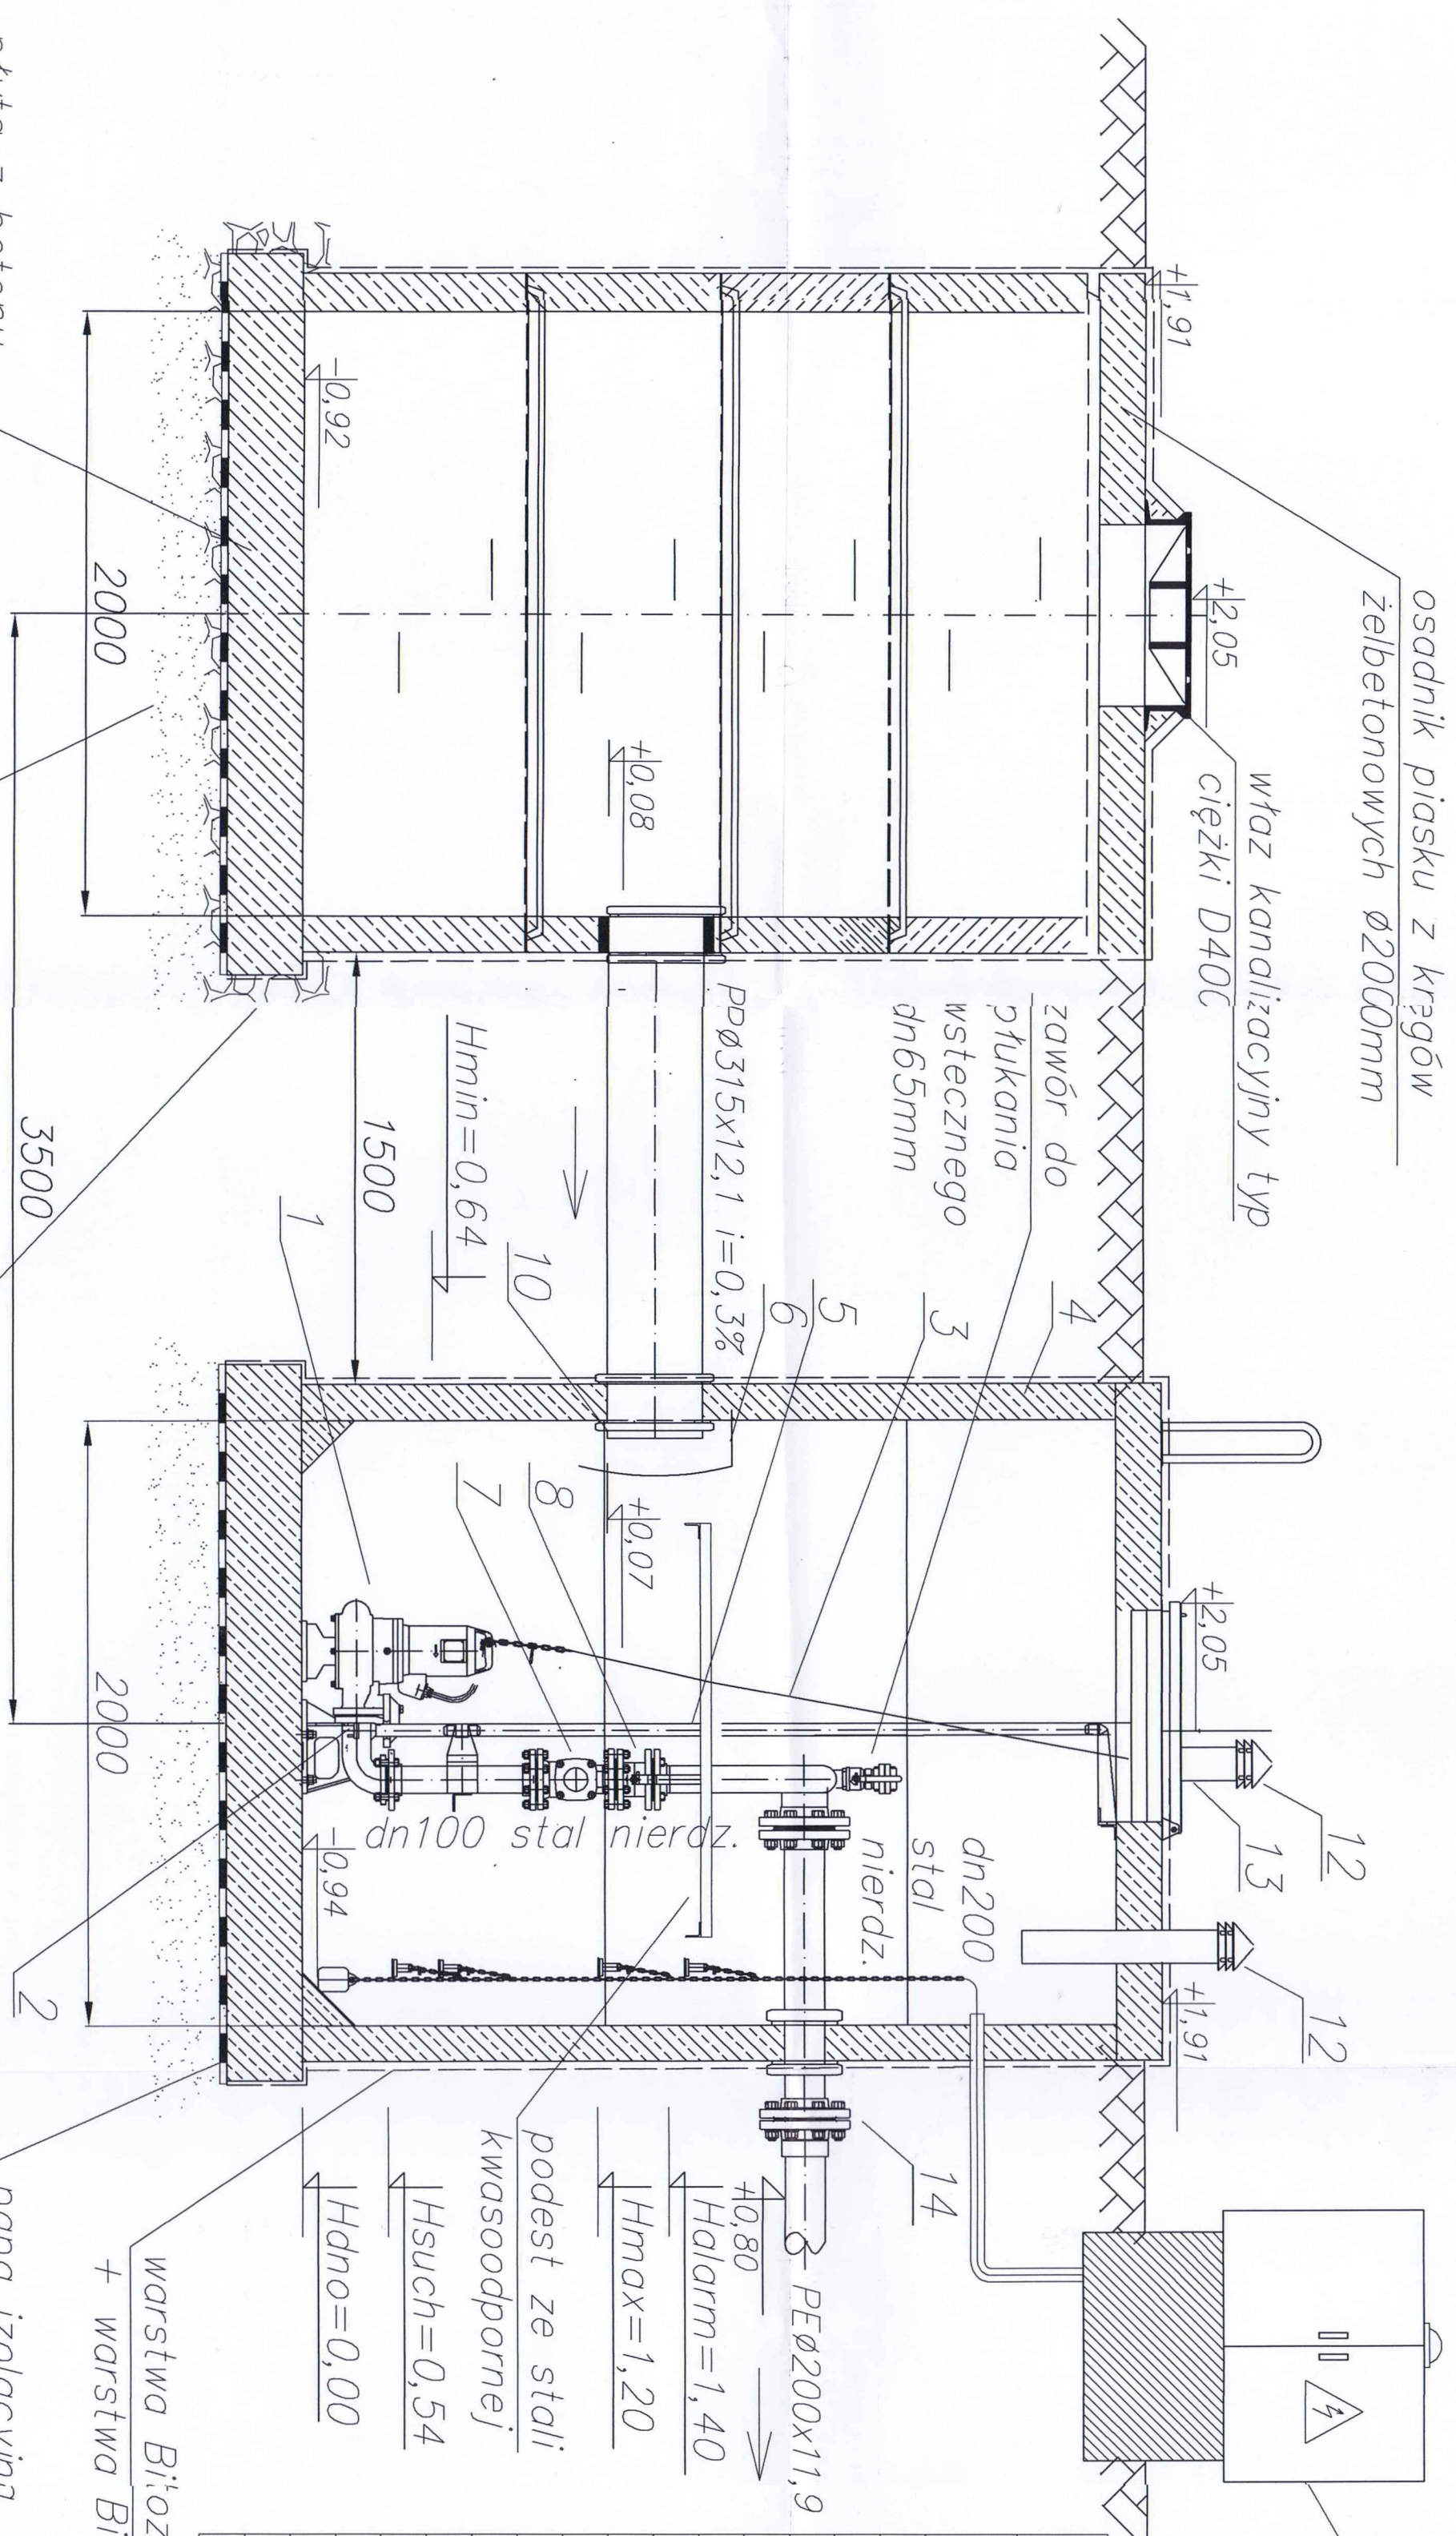 osadnik piasku z kręgów
żelbetonowych ø2000mm
właz kanalizacyjny typ
ciężki D400
+1,91
+2,05
-0,92
+0,08
2000
3500
1500
zawór do
płukania
wstecznego
dn65mm
PPø315x12,1 i=0,3%
Hmin=0,64
10
1
4
3
5
6
8
7
+0,07
+2,05
12
13
12
+1,91
dn200
stal
nierdz.
dn100 stal nierdz.
-0,94
2000
2
14
+0,80
PEø200x11,9
Halarm=1,40
Hmax=1,20
podest ze stali
kwasoodpornej
Hsuch=0,54
Hdno=0,00
warstwa
+ warstwa
izolacyjna
płyta z betonu